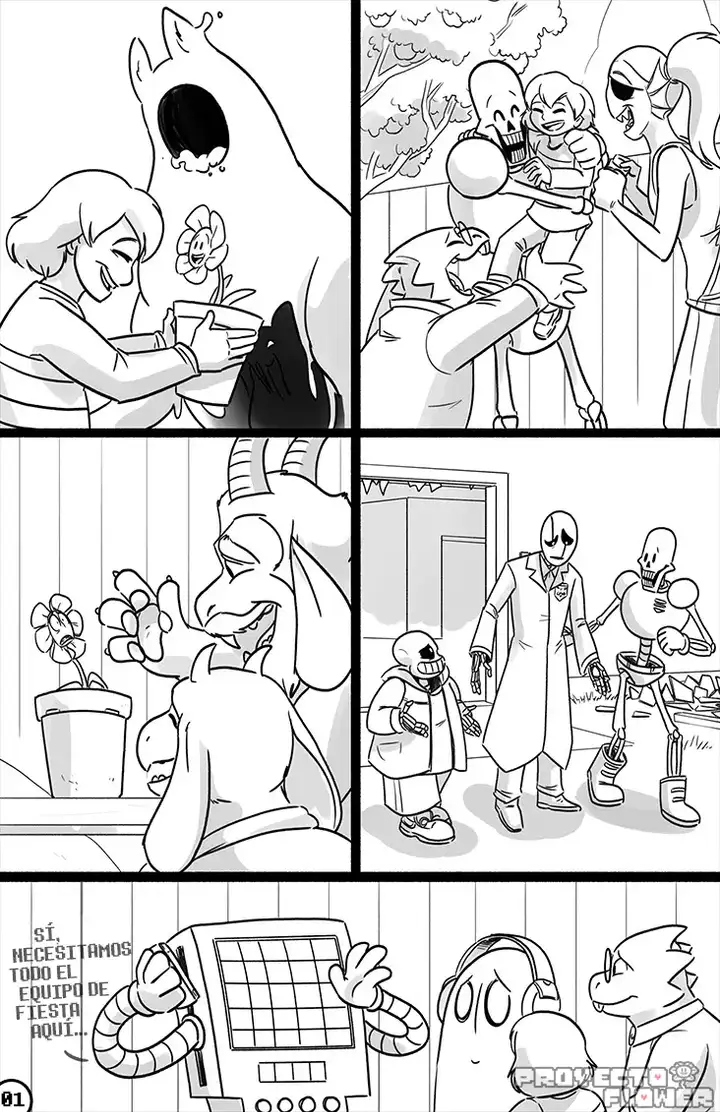 SÍ,
NECESITAMOS
TODO EL
EQUIPO DE
FIESTA
AQUÍ...
01
PROYECTO
FLOWER